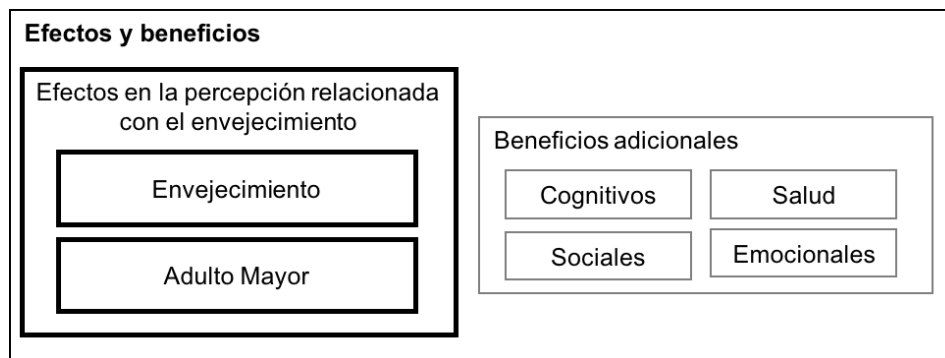 Efectos y beneficios
Efectos en la percepción relacionada
con el envejecimiento
Envejecimiento
Adulto Mayor
Beneficios adicionales
Cognitivos
Salud
Sociales
Emocionales